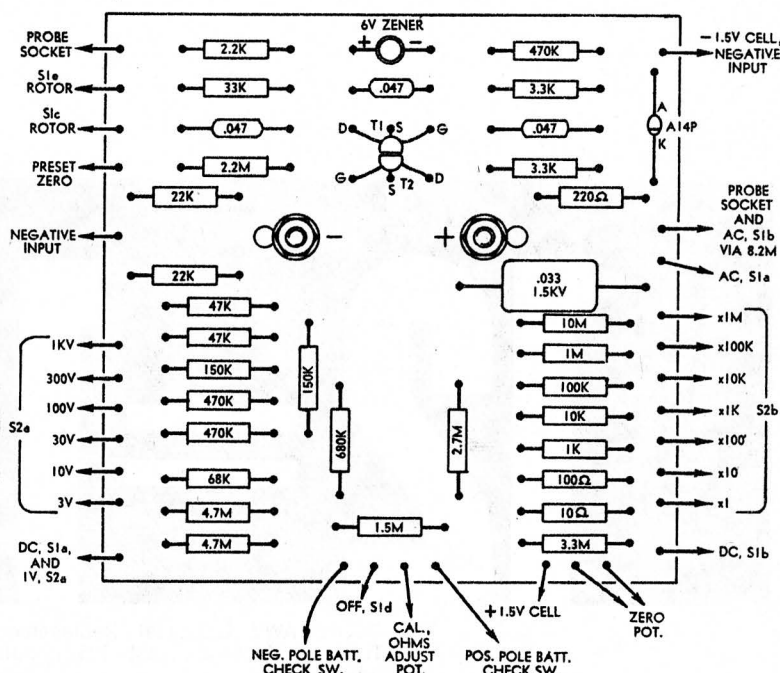 6V ZENER
+ -
PROBE
SOCKET
S1e
ROTOR
S1c
ROTOR
PRESET
ZERO
NEGATIVE
INPUT
S2a
1KV
300V
100V
30V
10V
3V
DC, S1a,
AND
1V, S2a
2.2K
33K
.047
2.2M
22K
22K
47K
47K
150K
470K
470K
68K
4.7M
4.7M
150K
680K
1.5M
2.7M
.047
T1
D S G
G S D
T2
- +
470K
3.3K
.047
3.3K
220Ω
.033
1.5KV
10M
1M
100K
10K
1K
100Ω
10Ω
3.3M
A
A14P
K
- 1.5V CELL,
NEGATIVE
INPUT
PROBE
SOCKET
AND
AC, S1b
VIA 8.2M
AC, S1a
x1M
x100K
x10K
x1K
x100
x10
x1
S2b
DC, S1b
NEG. POLE BATT.
CHECK SW.
OFF, S1d
CAL.,
OHMS
ADJUST
POT.
POS. POLE BATT.
CHECK SW
+ 1.5V CELL
ZERO
POT.